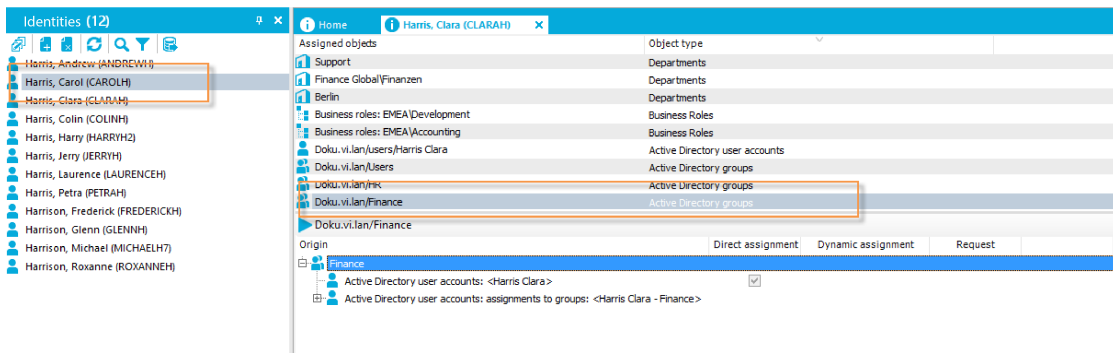 Identities (12)
Harris, Andrew (ANDREWH)
Harris, Carol (CAROLH)
Harris, Clara (CLARAH)
Harris, Colin (COLINH)
Harris, Harry (HARRYH2)
Harris, Jerry (JERRYH)
Harris, Laurence (LAURENCEH)
Harris, Petra (PETRAH)
Harrison, Frederick (FREDERICKH)
Harrison, Glenn (GLENNH)
Harrison, Michael (MICHAELH7)
Harrison, Roxanne (ROXANNEH)
Home Harris, Clara (CLARAH)
Assigned objects Object type
Support Departments
Finance Global\Finanzen Departments
Berlin Departments
Business roles: EMEA\Development Business Roles
Business roles: EMEA\Accounting Business Roles
Doku.vi.lan/users/Harris Clara Active Directory user accounts
Doku.vi.lan/Users Active Directory groups
Doku.vi.lan/HR Active Directory groups
Doku.vi.lan/Finance Active Directory groups
Doku.vi.lan/Finance
Origin Direct assignment Dynamic assignment Request
Finance
Active Directory user accounts: <Harris Clara>
Active Directory user accounts: assignments to groups: <Harris Clara - Finance>